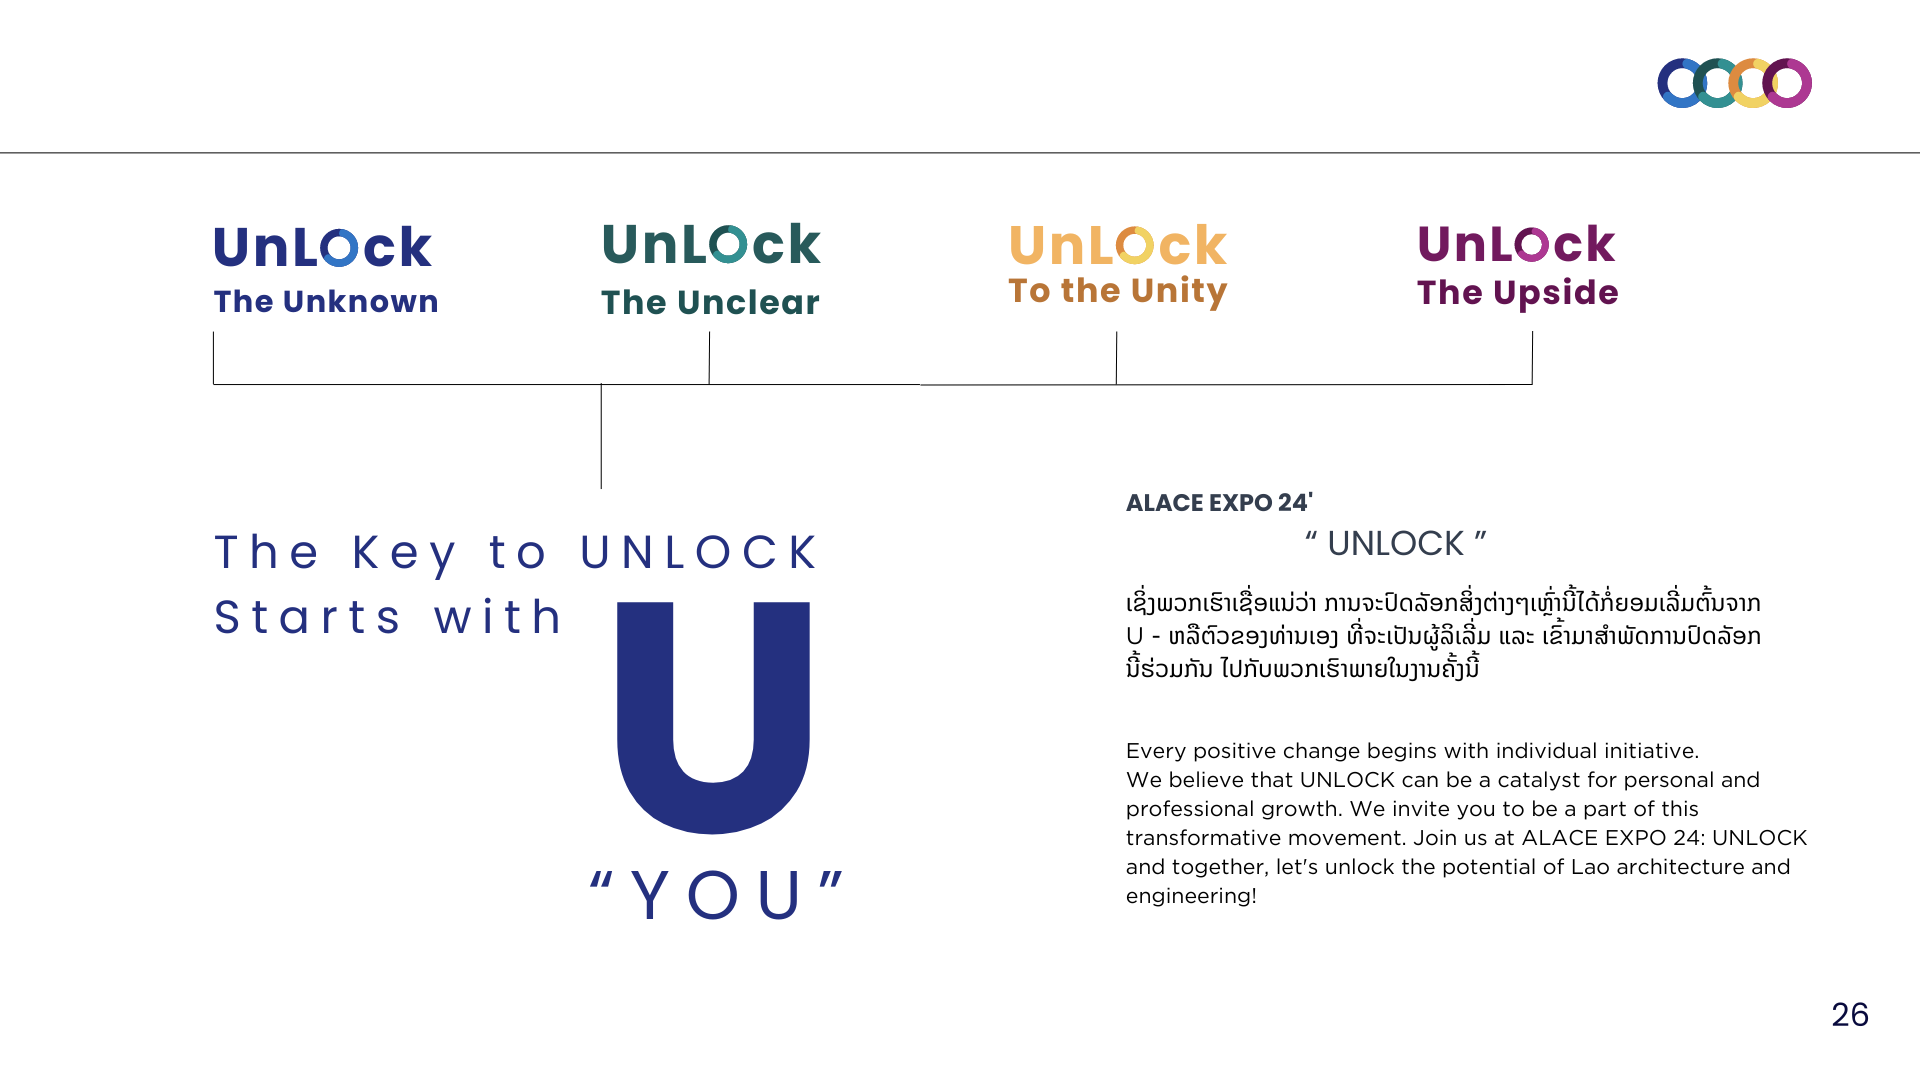 UnLOck
The Unknown
UnLOck
The Unclear
UnLOck
To the Unity
UnLOck
The Upside
The Key to UNLOCK
Starts with
U
“YOU”
ALACE EXPO 24'
“ UNLOCK ”
ເຊິ່ງພວກເຮົາເຊື່ອແນ່ວ່າ ການຈະປົດລັອກສິ່ງຕ່າງໆເຫຼົ່ານີ້ໄດ້ກໍ່ຍອມເລີ່ມຕົ້ນຈາກ
U - ຫລືຕົວຂອງທ່ານເອງ ທີ່ຈະເປັນຜູ້ລິເລີ່ມ ແລະ ເຂົ້າມາສໍາພັດການປົດລັອກ
ນີ້ຮ່ວມກັນ ໄປກັບພວກເຮົາພາຍໃນງານຄັ້ງນີ້
Every positive change begins with individual initiative.
We believe that UNLOCK can be a catalyst for personal and
professional growth. We invite you to be a part of this
transformative movement. Join us at ALACE EXPO 24: UNLOCK
and together, let's unlock the potential of Lao architecture and
engineering!
26